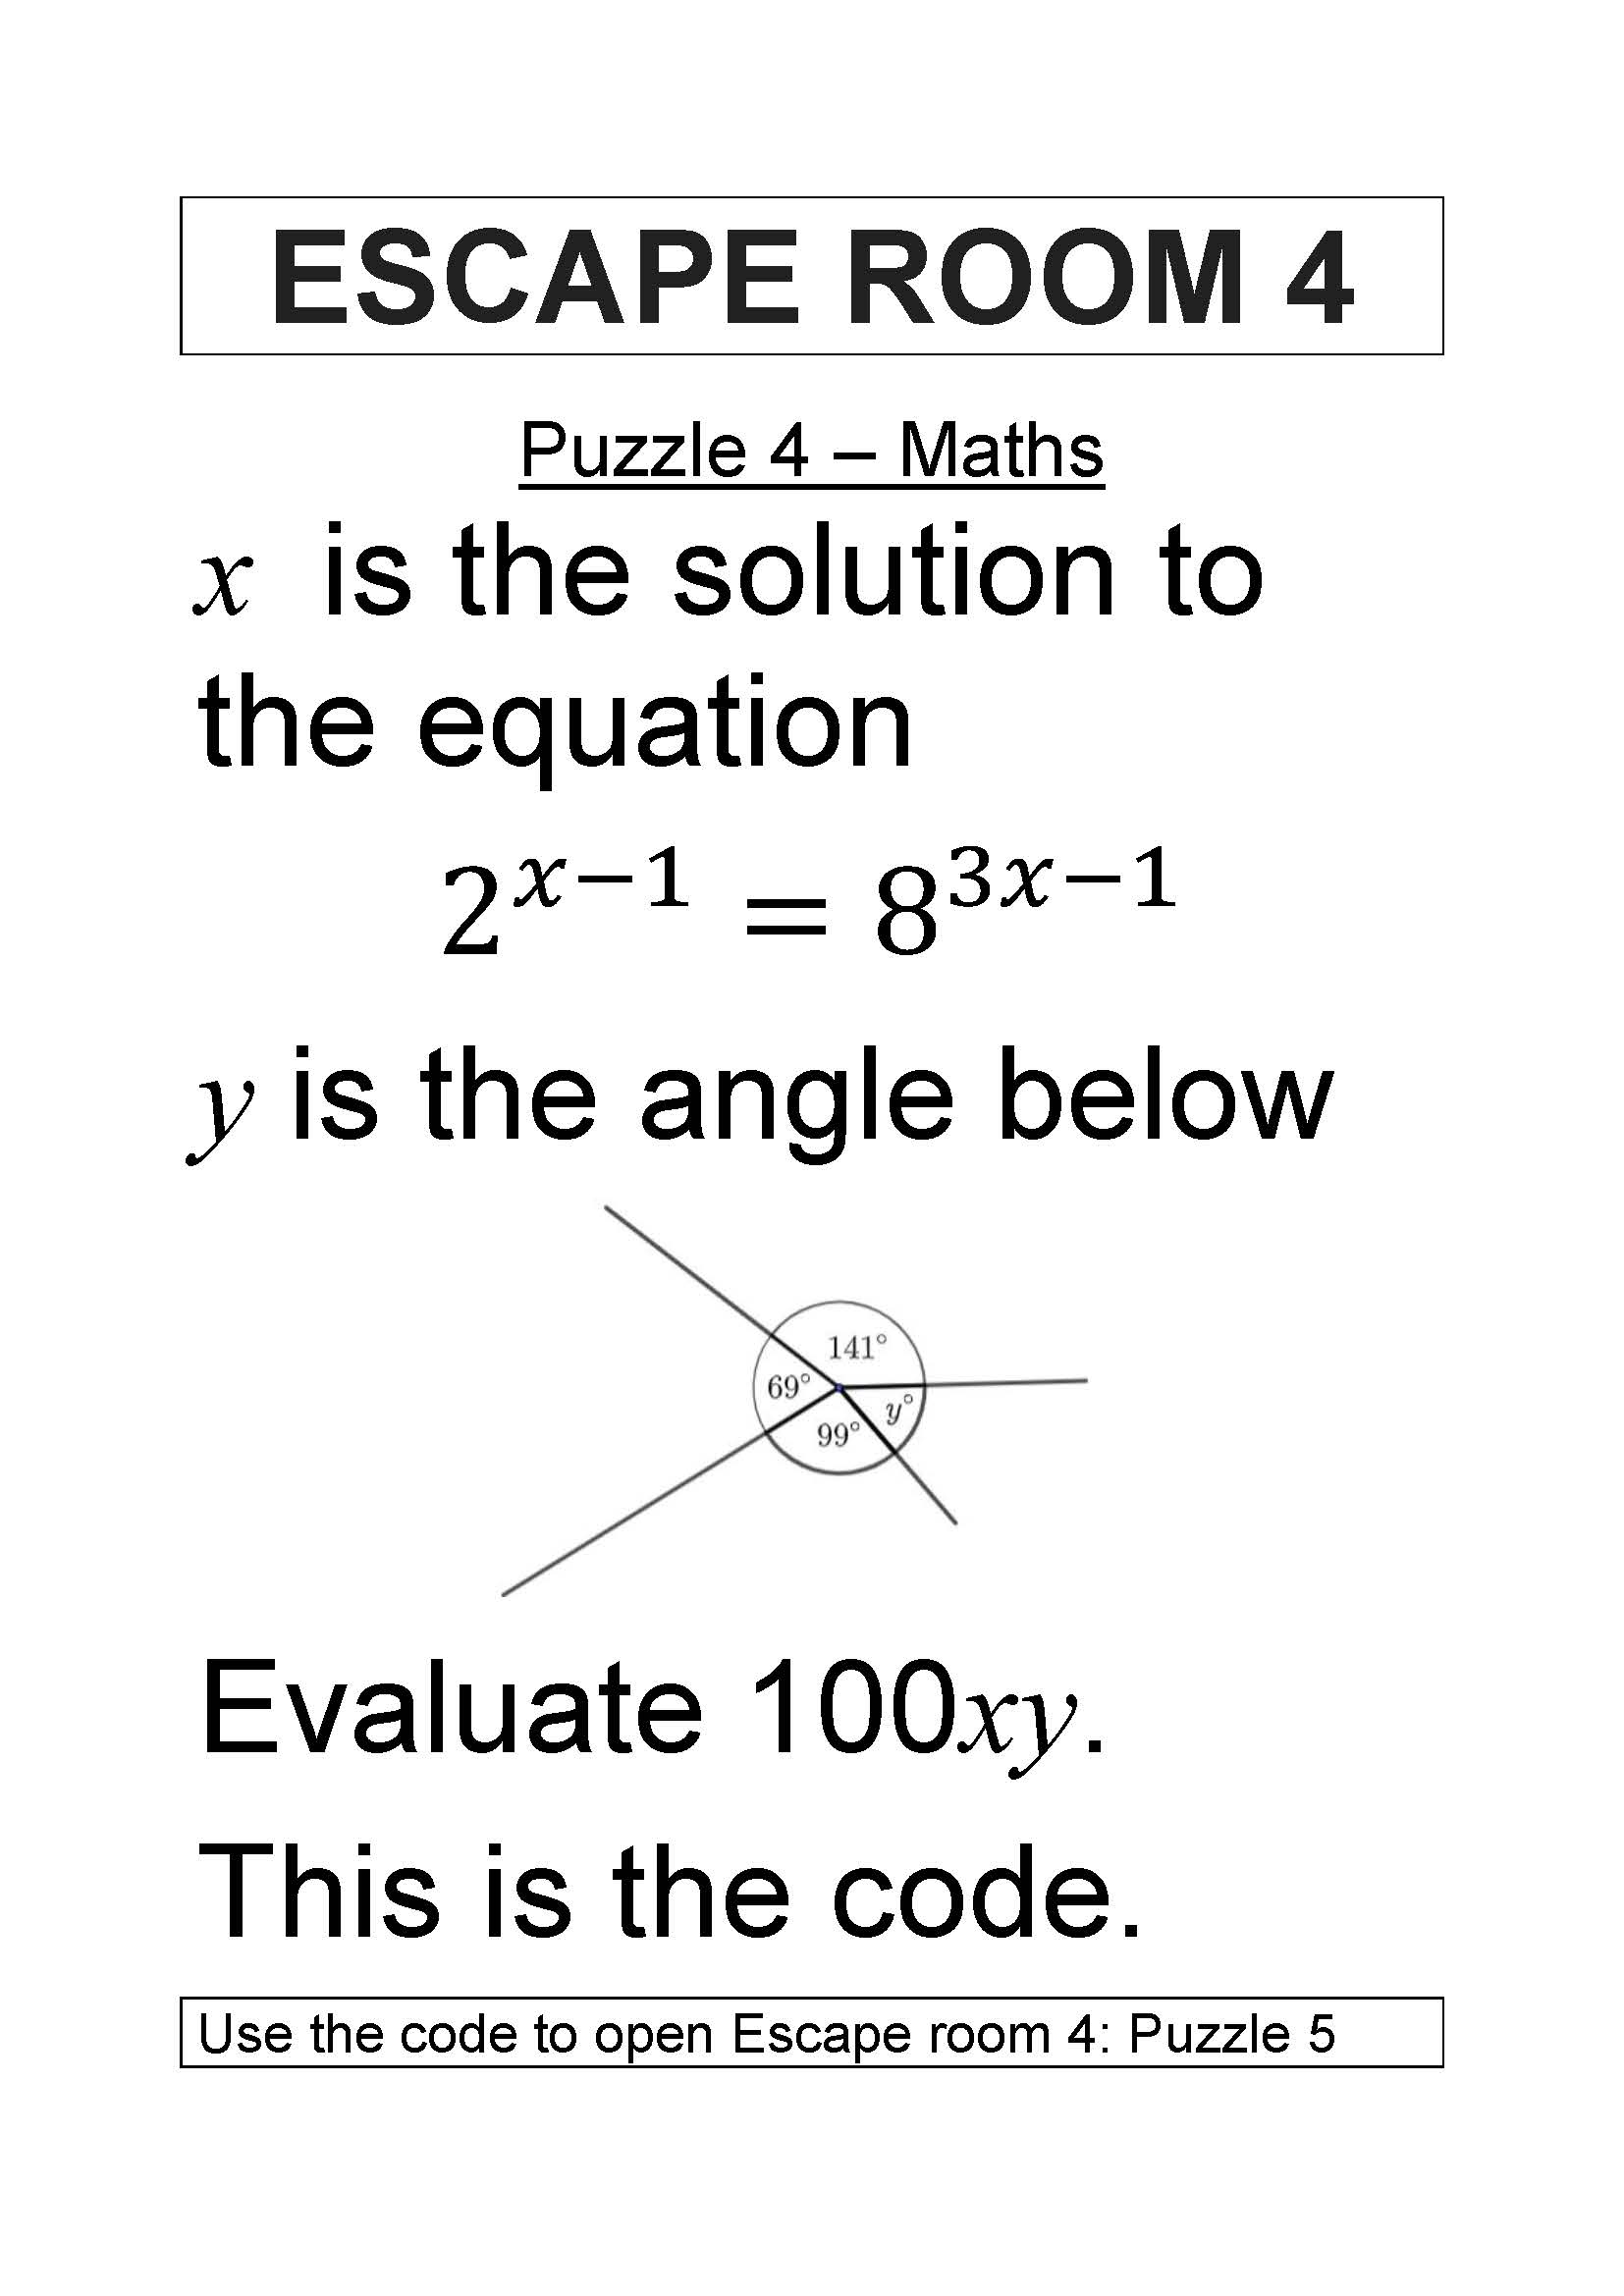 ESCAPE ROOM 4
Puzzle 4 – Maths
x is the solution to
the equation
2^{x−1} = 8^{3x−1}
y is the angle below
141°
69°
y°
99°
Evaluate 100xy.
This is the code.
Use the code to open Escape room 4: Puzzle 5